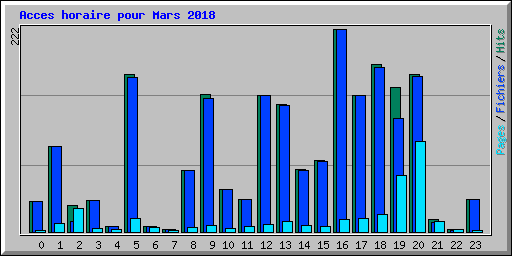 Acces horaire pour Mars 2018
222
Pages / Fichiers / Hits
0 1 2 3 4 5 6 7 8 9 10 11 12 13 14 15 16 17 18 19 20 21 22 23